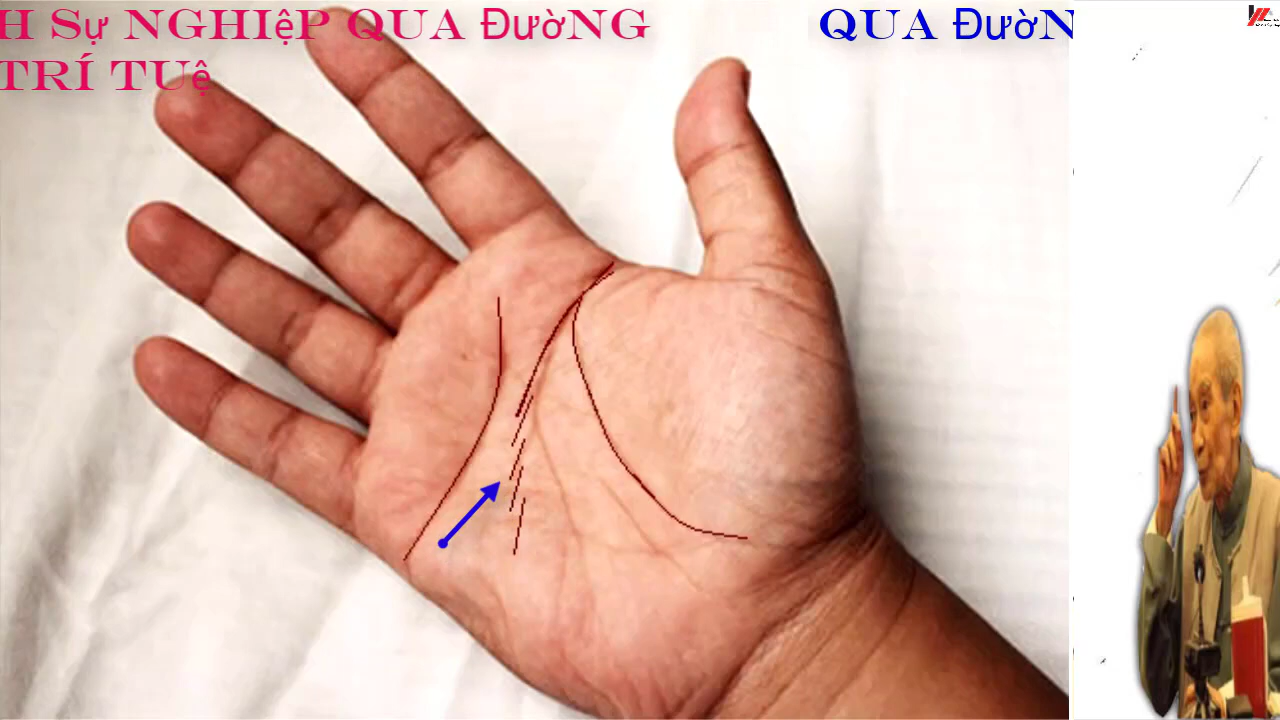 H Sự NGHIệP QUA ĐườNG
TRÍ TUệ
QUA ĐườN